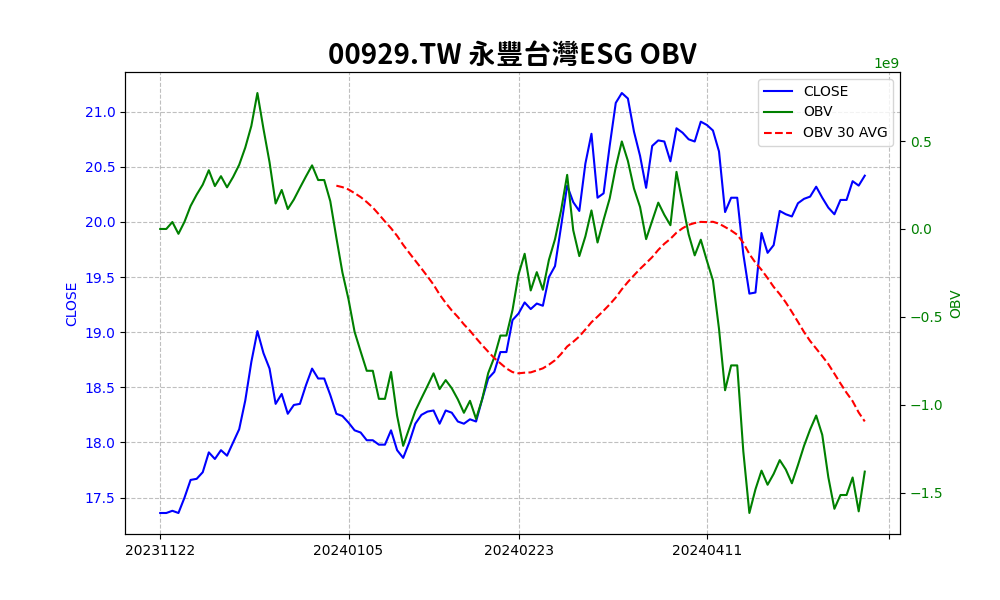 00929.TW 永豐台灣ESG OBV
1e9
CLOSE
OBV
OBV 30 AVG
21.0
20.5
20.0
19.5
19.0
18.5
18.0
17.5
CLOSE
0.5
0.0
−0.5
−1.0
−1.5
OBV
20231122
20240105
20240223
20240411